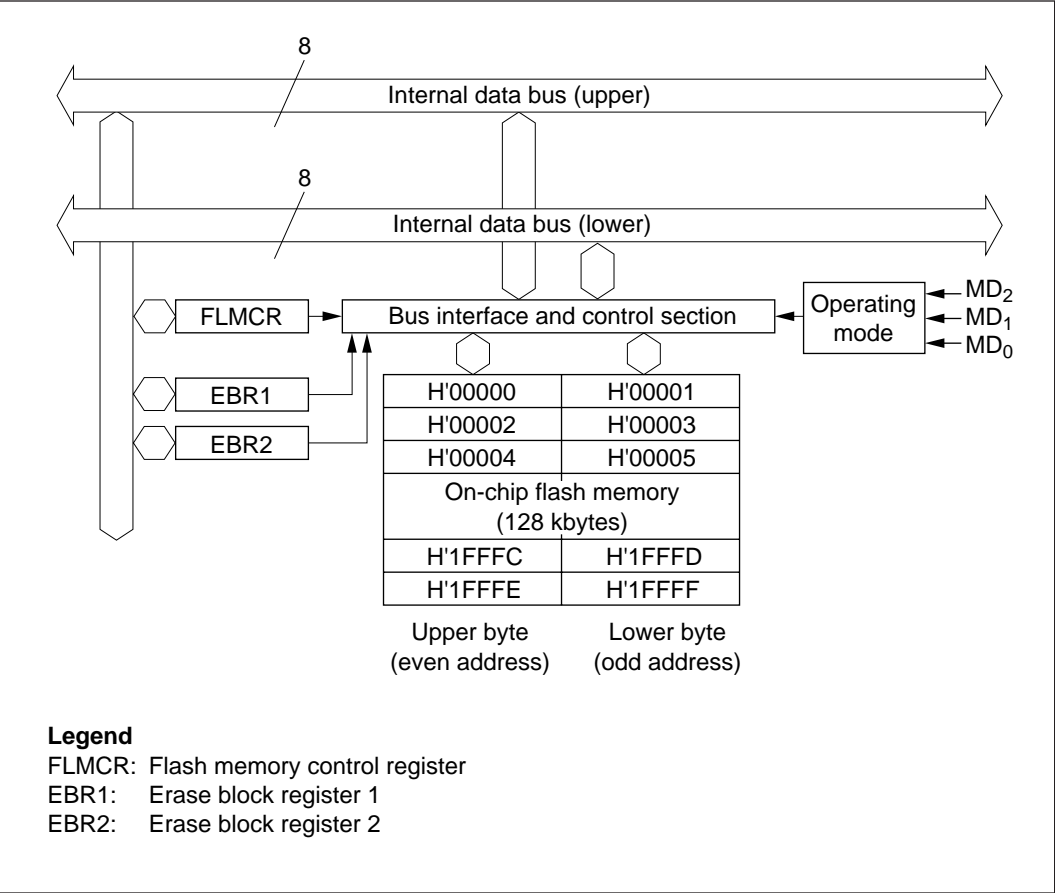 8
Internal data bus (upper)
8
Internal data bus (lower)
FLMCR
Bus interface and control section
Operating
mode
MD2
MD1
MD0
EBR1
EBR2
H'00000 H'00001
H'00002 H'00003
H'00004 H'00005
On-chip flash memory
(128 kbytes)
H'1FFFC H'1FFFD
H'1FFFE H'1FFFF
Upper byte Lower byte
(even address) (odd address)
Legend
FLMCR: Flash memory control register
EBR1: Erase block register 1
EBR2: Erase block register 2